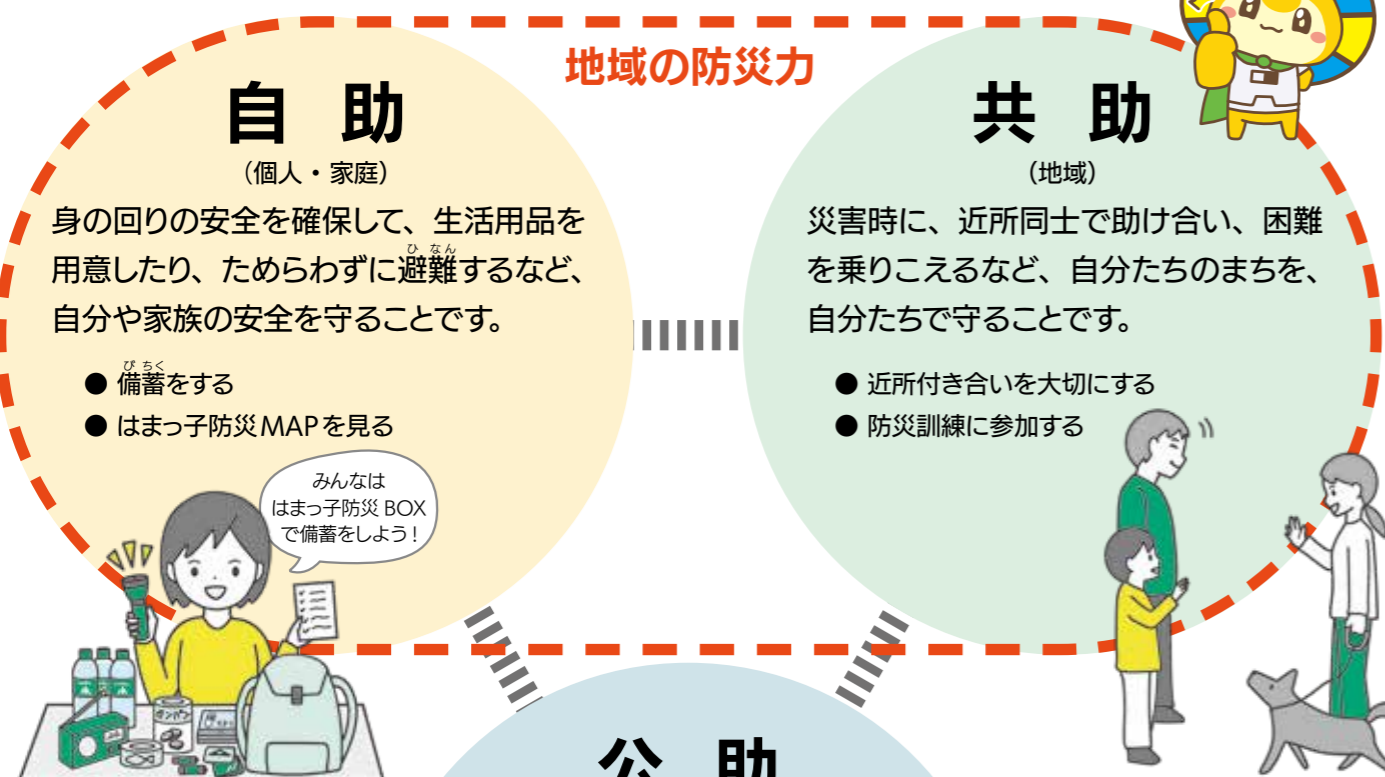 地域の防災力
自助
（個人・家庭）
身の回りの安全を確保して、生活用品を
用意したり、ためらわずに避難するなど、
自分や家族の安全を守ることです。
ひなん
● 備蓄をする
びちく
● はまっ子防災MAPを見る
みんなは
はまっ子防災 BOX
で備蓄をしよう！
共助
（地域）
災害時に、近所同士で助け合い、困難
を乗りこえるなど、自分たちのまちを、
自分たちで守ることです。
● 近所付き合いを大切にする
● 防災訓練に参加する
公助